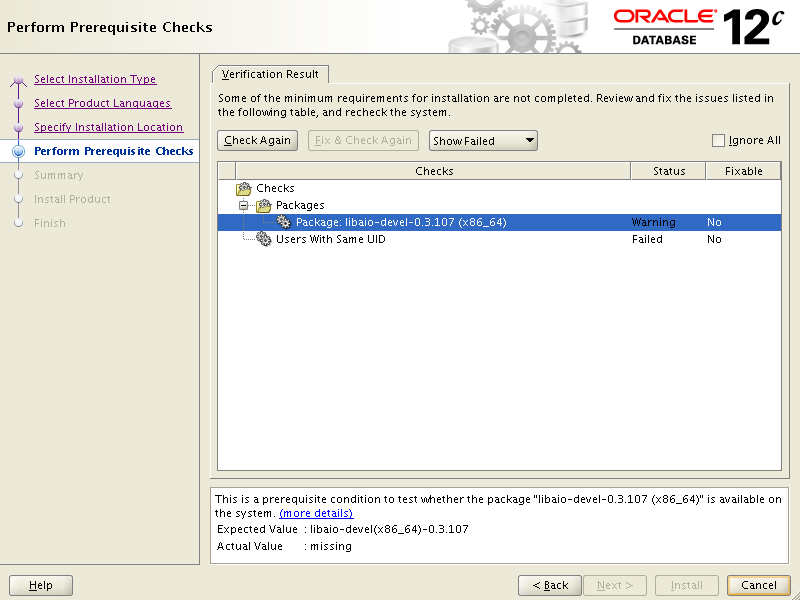 Perform Prerequisite Checks
ORACLE®
DATABASE
12c
Select Installation Type
Select Product Languages
Specify Installation Location
Perform Prerequisite Checks
Summary
Install Product
Finish
Verification Result
Some of the minimum requirements for installation are not completed. Review and fix the issues listed in
the following table, and recheck the system.
Check Again Fix & Check Again Show Failed Ignore All
Checks Status Fixable
Checks
Packages
Package: libaio-devel-0.3.107 (x86_64) Warning No
Users With Same UID Failed No
This is a prerequisite condition to test whether the package "libaio-devel-0.3.107 (x86_64)" is available on
the system. (more details)
Expected Value : libaio-devel(x86_64)-0.3.107
Actual Value : missing
Help < Back Next > Install Cancel